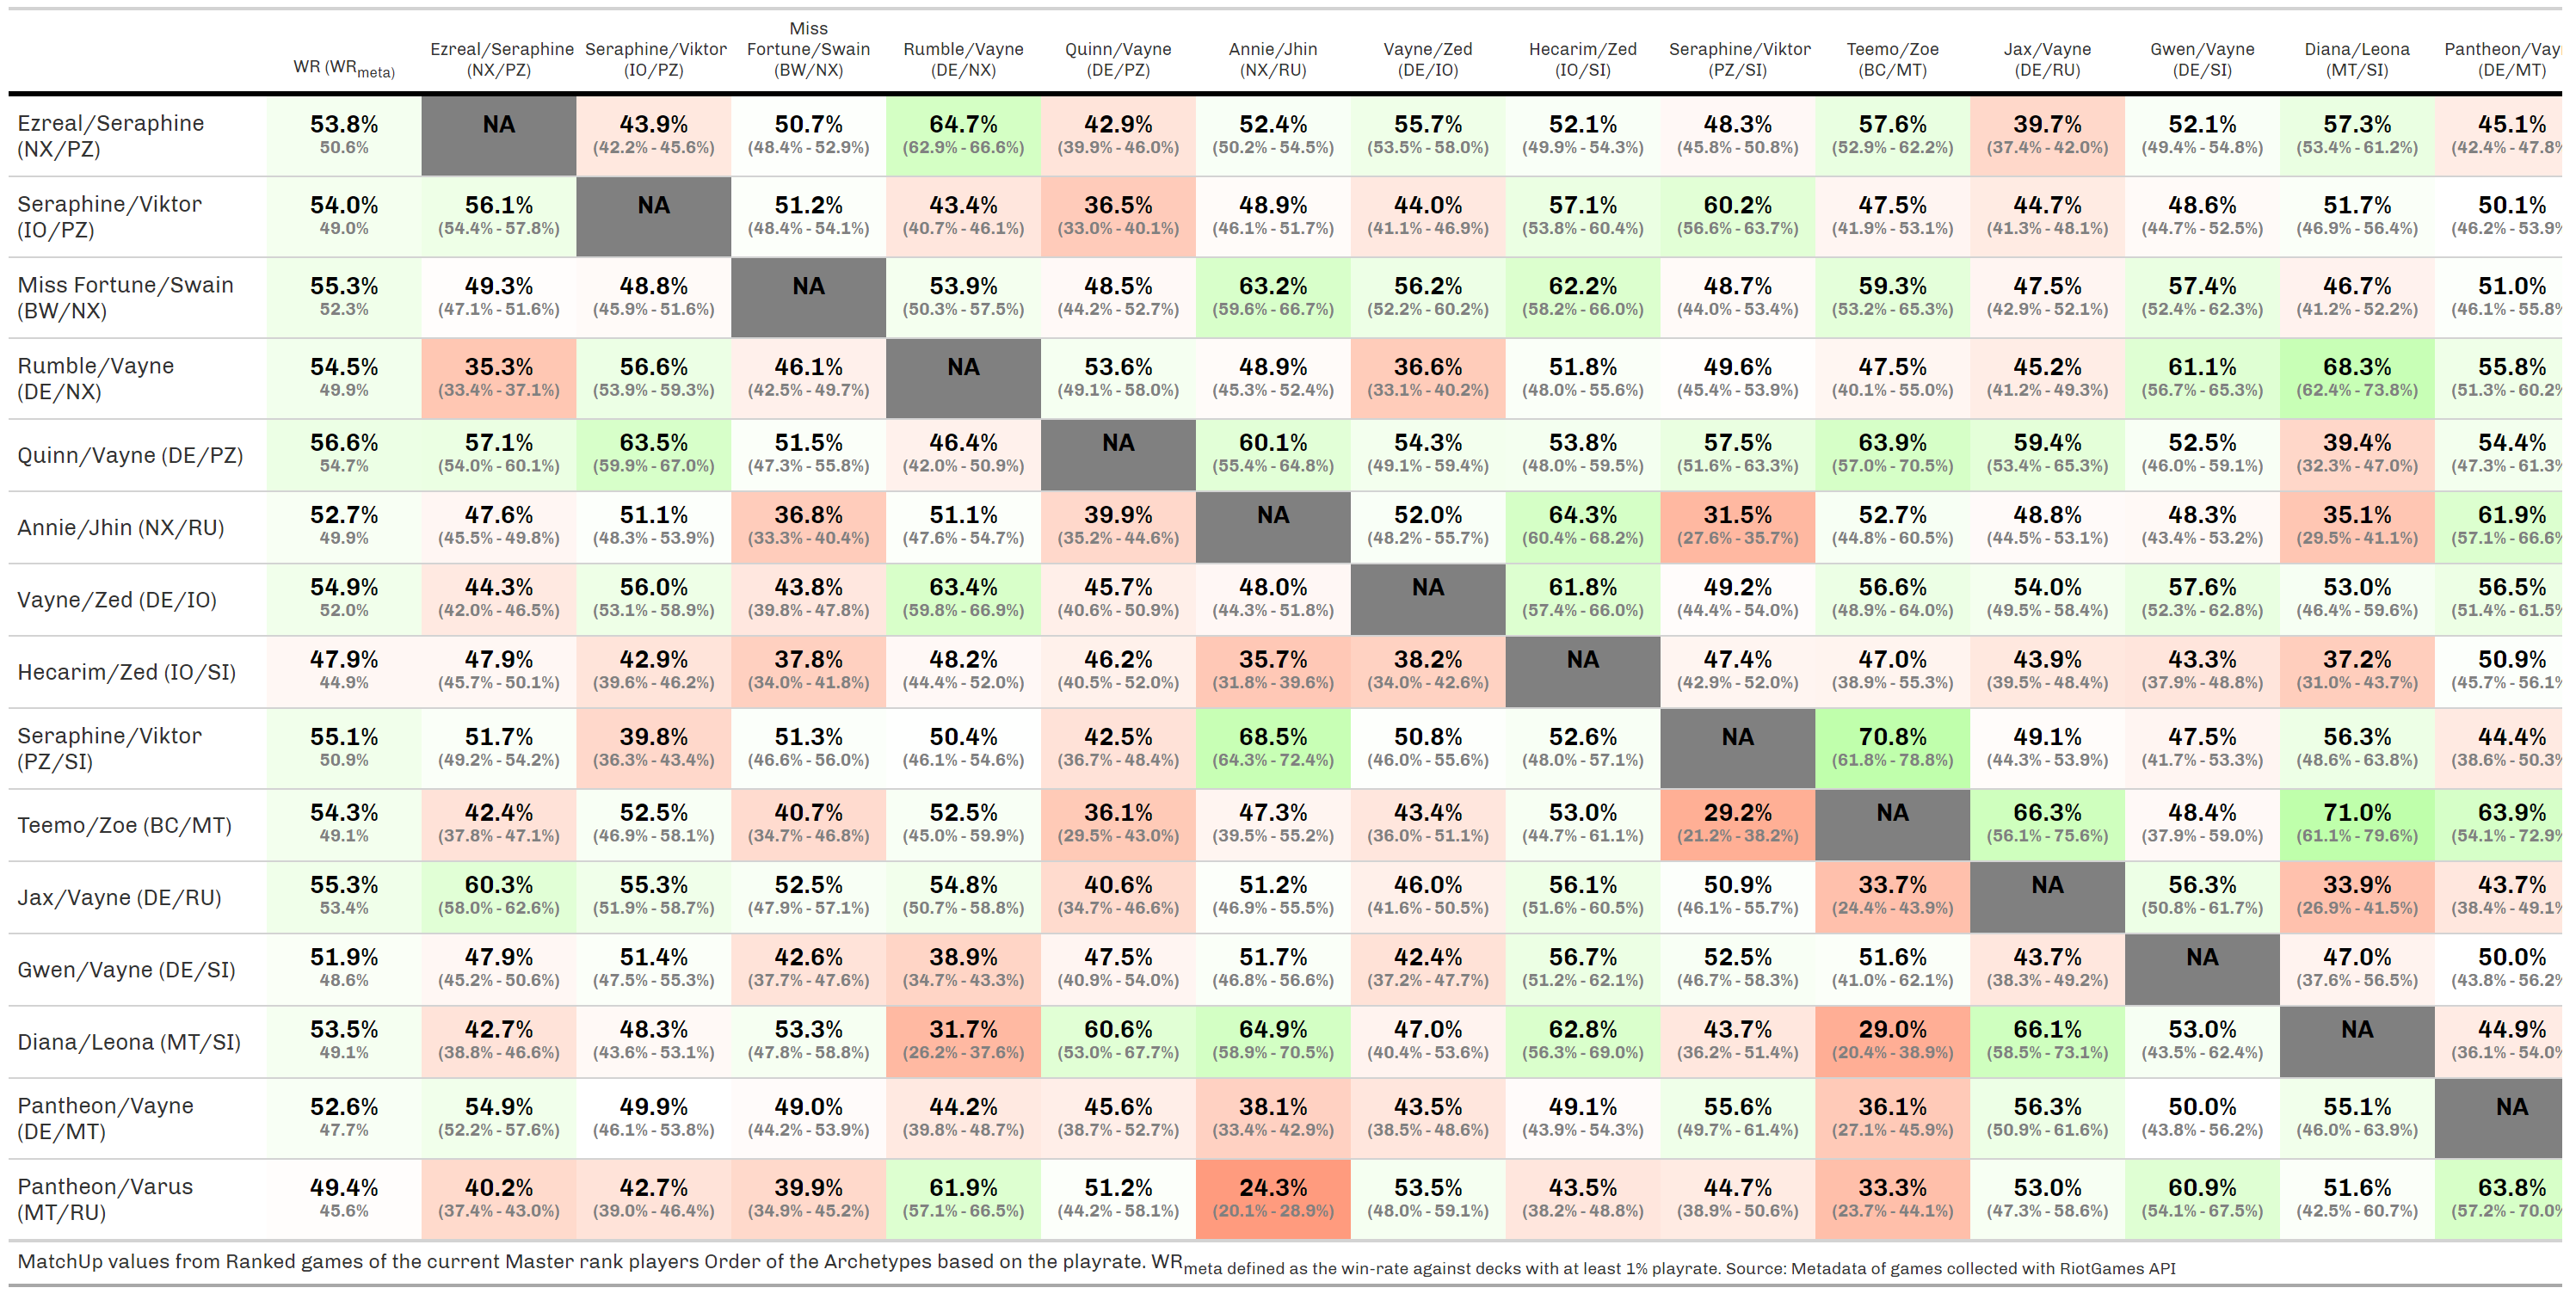 WR (WRmeta) Ezreal/Seraphine (NX/PZ) Seraphine/Viktor (IO/PZ) Miss Fortune/Swain (BW/NX) Rumble/Vayne (DE/NX) Quinn/Vayne (DE/PZ) Annie/Jhin (NX/RU) Vayne/Zed (DE/IO) Hecarim/Zed (IO/SI) Seraphine/Viktor (PZ/SI) Teemo/Zoe (BC/MT) Jax/Vayne (DE/RU) Gwen/Vayne (DE/SI) Diana/Leona (MT/SI) Pantheon/Vay (DE/MT)
Ezreal/Seraphine 53.8% NA 43.9% 50.7% 64.7% 42.9% 52.4% 55.7% 52.1% 48.3% 57.6% 39.7% 52.1% 57.3% 45.1%
(NX/PZ) 50.6% (42.2% - 45.6%) (48.4% - 52.9%) (62.9% - 66.6%) (39.9% - 46.0%) (50.2% - 54.5%) (53.5% - 58.0%) (49.9% - 54.3%) (45.8% - 50.8%) (52.9% - 62.2%) (37.4% - 42.0%) (49.4% - 54.8%) (53.4% - 61.2%) (42.4% - 47.8%
Seraphine/Viktor 54.0% 56.1% NA 51.2% 43.4% 36.5% 48.9% 44.0% 57.1% 60.2% 47.5% 44.7% 48.6% 51.7% 50.1%
(IO/PZ) 49.0% (54.4% - 57.8%) (48.4% - 54.1%) (40.7% - 46.1%) (33.0% - 40.1%) (46.1% - 51.7%) (41.1% - 46.9%) (53.8% - 60.4%) (56.6% - 63.7%) (41.9% - 53.1%) (41.3% - 48.1%) (44.7% - 52.5%) (46.9% - 56.4%) (46.2% - 53.9%
Miss Fortune/Swain 55.3% 49.3% 48.8% NA 53.9% 48.5% 63.2% 56.2% 62.2% 48.7% 59.3% 47.5% 57.4% 46.7% 51.0%
(BW/NX) 52.3% (47.1% - 51.6%) (45.9% - 51.6%) (50.3% - 57.5%) (44.2% - 52.7%) (59.6% - 66.7%) (52.2% - 60.2%) (58.2% - 66.0%) (44.0% - 53.4%) (53.2% - 65.3%) (42.9% - 52.1%) (52.4% - 62.3%) (41.2% - 52.2%) (46.1% - 55.8%
Rumble/Vayne 54.5% 35.3% 56.6% 46.1% NA 53.6% 48.9% 36.6% 51.8% 49.6% 47.5% 45.2% 61.1% 68.3% 55.8%
(DE/NX) 49.9% (33.4% - 37.1%) (53.9% - 59.3%) (42.5% - 49.7%) (49.1% - 58.0%) (45.3% - 52.4%) (33.1% - 40.2%) (48.0% - 55.6%) (45.4% - 53.9%) (40.1% - 55.0%) (41.2% - 49.3%) (56.7% - 65.3%) (62.4% - 73.8%) (51.3% - 60.2%
Quinn/Vayne (DE/PZ) 56.6% 57.1% 63.5% 51.5% 46.4% NA 60.1% 54.3% 53.8% 57.5% 63.9% 59.4% 52.5% 39.4% 54.4%
54.7% (54.0% - 60.1%) (59.9% - 67.0%) (47.3% - 55.8%) (42.0% - 50.9%) (55.4% - 64.8%) (49.1% - 59.4%) (48.0% - 59.5%) (51.6% - 63.3%) (57.0% - 70.5%) (53.4% - 65.3%) (46.0% - 59.1%) (32.3% - 47.0%) (47.3% - 61.3%
Annie/Jhin (NX/RU) 52.7% 47.6% 51.1% 36.8% 51.1% 39.9% NA 52.0% 64.3% 31.5% 52.7% 48.8% 48.3% 35.1% 61.9%
49.9% (45.5% - 49.8%) (48.3% - 53.9%) (33.3% - 40.4%) (47.6% - 54.7%) (35.2% - 44.6%) (48.2% - 55.7%) (60.4% - 68.2%) (27.6% - 35.7%) (44.8% - 60.5%) (44.5% - 53.1%) (43.4% - 53.2%) (29.5% - 41.1%) (57.1% - 66.6%
Vayne/Zed (DE/IO) 54.9% 44.3% 56.0% 43.8% 63.4% 45.7% 48.0% NA 61.8% 49.2% 56.6% 54.0% 57.6% 53.0% 56.5%
52.0% (42.0% - 46.5%) (53.1% - 58.9%) (39.8% - 47.8%) (59.8% - 66.9%) (40.6% - 50.9%) (44.3% - 51.8%) (57.4% - 66.0%) (44.4% - 54.0%) (48.9% - 64.0%) (49.5% - 58.4%) (52.3% - 62.8%) (46.4% - 59.6%) (51.4% - 61.5%
Hecarim/Zed (IO/SI) 47.9% 47.9% 42.9% 37.8% 48.2% 46.2% 35.7% 38.2% NA 47.4% 47.0% 43.9% 43.3% 37.2% 50.9%
44.9% (45.7% - 50.1%) (39.6% - 46.2%) (34.0% - 41.8%) (44.4% - 52.0%) (40.5% - 52.0%) (31.8% - 39.6%) (34.0% - 42.6%) (42.9% - 52.0%) (38.9% - 55.3%) (39.5% - 48.4%) (37.9% - 48.8%) (31.0% - 43.7%) (45.7% - 56.1%
Seraphine/Viktor 55.1% 51.7% 39.8% 51.3% 50.4% 42.5% 68.5% 50.8% 52.6% NA 70.8% 49.1% 47.5% 56.3% 44.4%
(PZ/SI) 50.9% (49.2% - 54.2%) (36.3% - 43.4%) (46.6% - 56.0%) (46.1% - 54.6%) (36.7% - 48.4%) (64.3% - 72.4%) (46.0% - 55.6%) (48.0% - 57.1%) (61.8% - 78.8%) (44.3% - 53.9%) (41.7% - 53.3%) (48.6% - 63.8%) (38.6% - 50.3%
Teemo/Zoe (BC/MT) 54.3% 42.4% 52.5% 40.7% 52.5% 36.1% 47.3% 43.4% 53.0% 29.2% NA 66.3% 48.4% 71.0% 63.9%
49.1% (37.8% - 47.1%) (46.9% - 58.1%) (34.7% - 46.8%) (45.0% - 59.9%) (29.5% - 43.0%) (39.5% - 55.2%) (36.0% - 51.1%) (44.7% - 61.1%) (21.2% - 38.2%) (56.1% - 75.6%) (37.9% - 59.0%) (61.1% - 79.6%) (54.1% - 72.9%
Jax/Vayne (DE/RU) 55.3% 60.3% 55.3% 52.5% 54.8% 40.6% 51.2% 46.0% 56.1% 50.9% 33.7% NA 56.3% 33.9% 43.7%
53.4% (58.0% - 62.6%) (51.9% - 58.7%) (47.9% - 57.1%) (50.7% - 58.8%) (34.7% - 46.6%) (46.9% - 55.5%) (41.6% - 50.5%) (51.6% - 60.5%) (46.1% - 55.7%) (24.4% - 43.9%) (50.8% - 61.7%) (26.9% - 41.5%) (38.4% - 49.1%
Gwen/Vayne (DE/SI) 51.9% 47.9% 51.4% 42.6% 38.9% 47.5% 51.7% 42.4% 56.7% 52.5% 51.6% 43.7% NA 47.0% 50.0%
48.6% (45.2% - 50.6%) (47.5% - 55.3%) (37.7% - 47.6%) (34.7% - 43.3%) (40.9% - 54.0%) (46.8% - 56.6%) (37.2% - 47.7%) (51.2% - 62.1%) (46.7% - 58.3%) (41.0% - 62.1%) (38.3% - 49.2%) (37.6% - 56.5%) (43.8% - 56.2%
Diana/Leona (MT/SI) 53.5% 42.7% 48.3% 53.3% 31.7% 60.6% 64.9% 47.0% 62.8% 43.7% 29.0% 66.1% 53.0% NA 44.9%
49.1% (38.8% - 46.6%) (43.6% - 53.1%) (47.8% - 58.8%) (26.2% - 37.6%) (53.0% - 67.7%) (58.9% - 70.5%) (40.4% - 53.6%) (56.3% - 69.0%) (36.2% - 51.4%) (20.4% - 38.9%) (58.5% - 73.1%) (43.5% - 62.4%) (36.1% - 54.0%
Pantheon/Vayne 52.6% 54.9% 49.9% 49.0% 44.2% 45.6% 38.1% 43.5% 49.1% 55.6% 36.1% 56.3% 50.0% 55.1% NA
(DE/MT) 47.7% (52.2% - 57.6%) (46.1% - 53.8%) (44.2% - 53.9%) (39.8% - 48.7%) (38.7% - 52.7%) (33.4% - 42.9%) (38.5% - 48.6%) (43.9% - 54.3%) (49.7% - 61.4%) (27.1% - 45.9%) (50.9% - 61.6%) (43.8% - 56.2%) (46.0% - 63.9%)
Pantheon/Varus 49.4% 40.2% 42.7% 39.9% 61.9% 51.2% 24.3% 53.5% 43.5% 44.7% 33.3% 53.0% 60.9% 51.6% 63.8%
(MT/RU) 45.6% (37.4% - 43.0%) (39.0% - 46.4%) (34.9% - 45.2%) (57.1% - 66.5%) (44.2% - 58.1%) (20.1% - 28.9%) (48.0% - 59.1%) (38.2% - 48.8%) (38.9% - 50.6%) (23.7% - 44.1%) (47.3% - 58.6%) (54.1% - 67.5%) (42.5% - 60.7%) (57.2% - 70.0%
MatchUp values from Ranked games of the current Master rank players Order of the Archetypes based on the playrate. WRmeta defined as the win-rate against decks with at least 1% playrate. Source: Metadata of games collected with RiotGames API